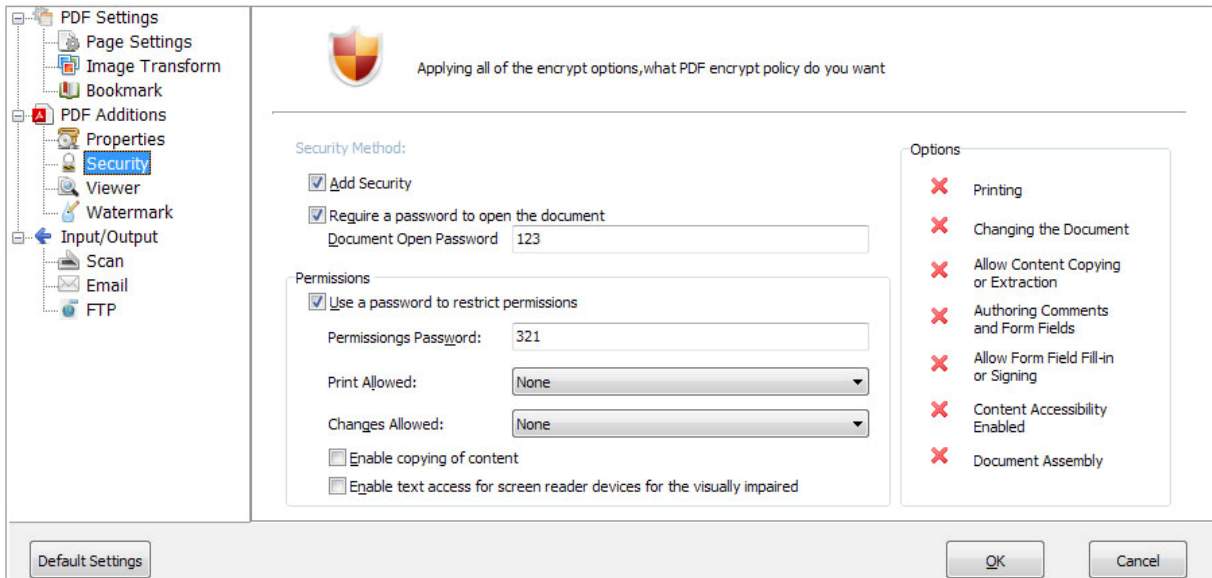 PDF Settings
Page Settings
Image Transform
Bookmark
PDF Additions
Properties
Security
Viewer
Watermark
Input/Output
Scan
Email
FTP
Applying all of the encrypt options,what PDF encrypt policy do you want
Security Method:
Add Security
Require a password to open the document
Document Open Password 123
Permissions
Use a password to restrict permissions
Permissiongs Password: 321
Print Allowed: None
Changes Allowed: None
Enable copying of content
Enable text access for screen reader devices for the visually impaired
Options
Printing
Changing the Document
Allow Content Copying
or Extraction
Authoring Comments
and Form Fields
Allow Form Field Fill-in
or Signing
Content Accessibility
Enabled
Document Assembly
Default Settings
OK
Cancel